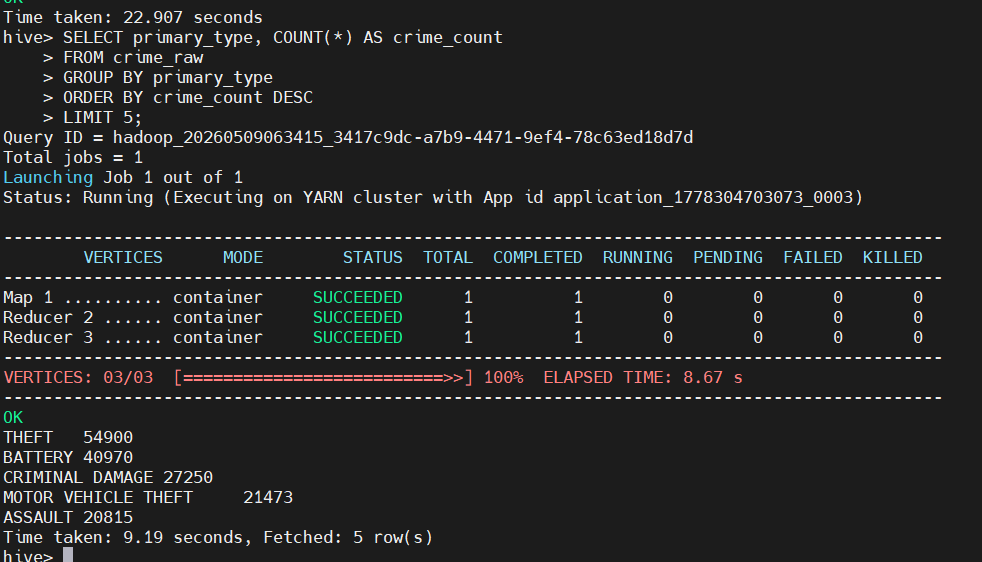 OK
Time taken: 22.907 seconds
hive> SELECT primary_type, COUNT(*) AS crime_count
    > FROM crime_raw
    > GROUP BY primary_type
    > ORDER BY crime_count DESC
    > LIMIT 5;
Query ID = hadoop_20260509063415_3417c9dc-a7b9-4471-9ef4-78c63ed18d7d
Total jobs = 1
Launching Job 1 out of 1
Status: Running (Executing on YARN cluster with App id application_1778304703073_0003)
----------------------------------------------------------------------------------------------
        VERTICES      MODE        STATUS  TOTAL  COMPLETED  RUNNING  PENDING  FAILED  KILLED
----------------------------------------------------------------------------------------------
Map 1 .......... container     SUCCEEDED      1          1        0        0       0       0
Reducer 2 ...... container     SUCCEEDED      1          1        0        0       0       0
Reducer 3 ...... container     SUCCEEDED      1          1        0        0       0       0
----------------------------------------------------------------------------------------------
VERTICES: 03/03  [==========================>>] 100%  ELAPSED TIME: 8.67 s
----------------------------------------------------------------------------------------------
OK
THEFT   54900
BATTERY 40970
CRIMINAL DAMAGE 27250
MOTOR VEHICLE THEFT     21473
ASSAULT 20815
Time taken: 9.19 seconds, Fetched: 5 row(s)
hive>